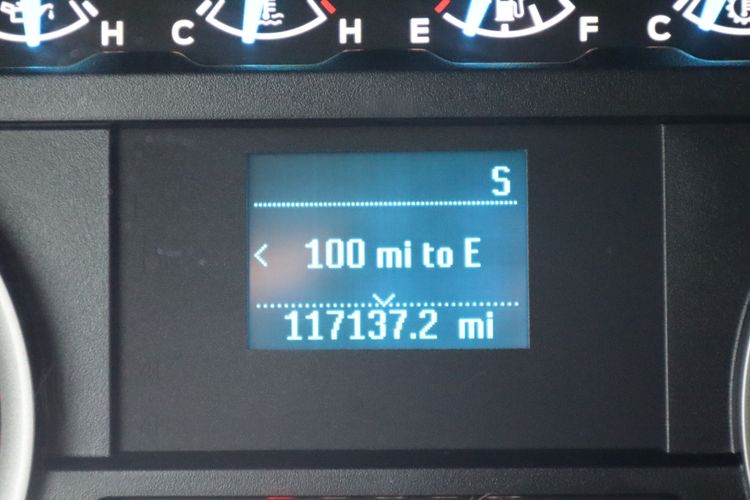 H C H E F C
S
< 100 mi to E
117137.2 mi